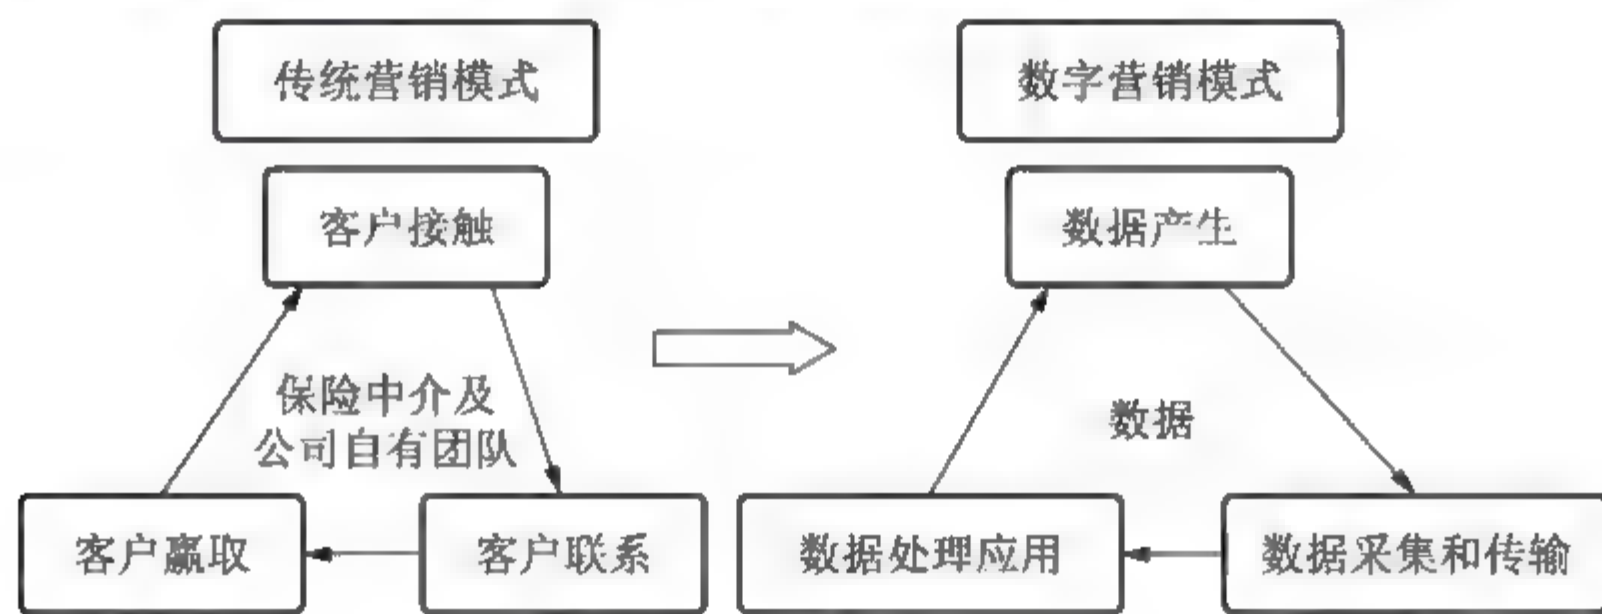 传统营销模式
数字营销模式
客户接触
数据产生
保险中介及
公司自有团队
数据
客户赢取
客户联系
数据处理应用
数据采集和传输